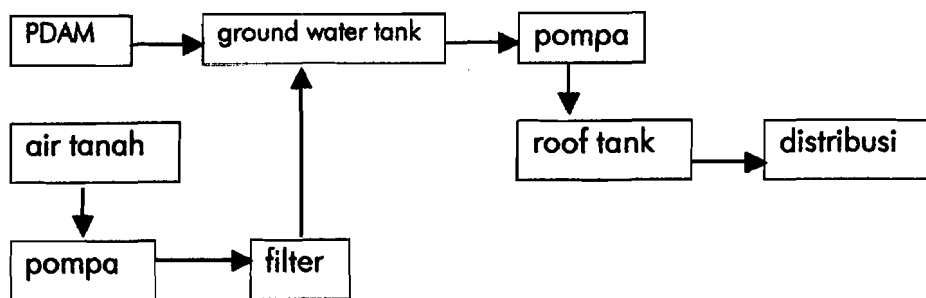 PDAM
ground water tank
pompa
air tanah
roof tank
distribusi
pompa
filter